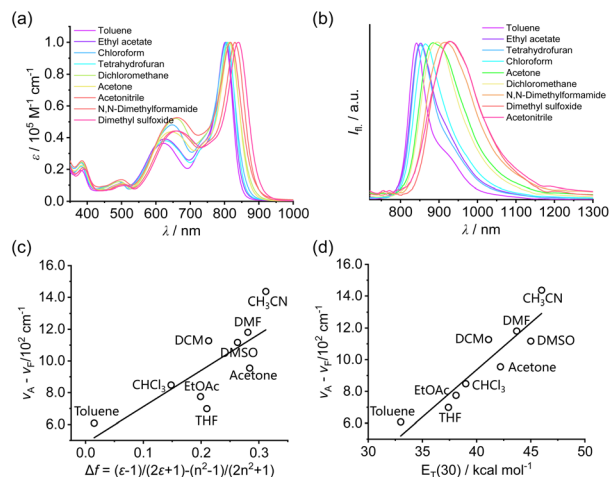 (a)
Toluene
Ethyl acetate
Chloroform
Tetrahydrofuran
Dichloromethane
Acetone
Acetonitrile
N,N-Dimethylformamide
Dimethyl sulfoxide
ε / 10⁵ M⁻¹ cm⁻¹
1.0
0.8
0.6
0.4
0.2
0.0
400 500 600 700 800 900 1000
λ / nm
(b)
Toluene
Ethyl acetate
Tetrahydrofuran
Chloroform
Acetone
Dichloromethane
N,N-Dimethylformamide
Dimethyl sulfoxide
Acetonitrile
I_fl. / a.u.
800 900 1000 1100 1200 1300
λ / nm
(c)
ν_A - ν_F/10² cm⁻¹
16.0
14.0
12.0
10.0
8.0
6.0
CH₃CN
DMF
DCM
DMSO
Acetone
CHCl₃
EtOAc
THF
Toluene
0.0 0.1 0.2 0.3
Δf = (ε-1)/(2ε+1)-(n²-1)/(2n²+1)
(d)
ν_A - ν_F/10² cm⁻¹
16.0
14.0
12.0
10.0
8.0
6.0
CH₃CN
DMF
DCM
DMSO
Acetone
EtOAc
CHCl₃
THF
Toluene
30 35 40 45 50
E_T(30) / kcal mol⁻¹